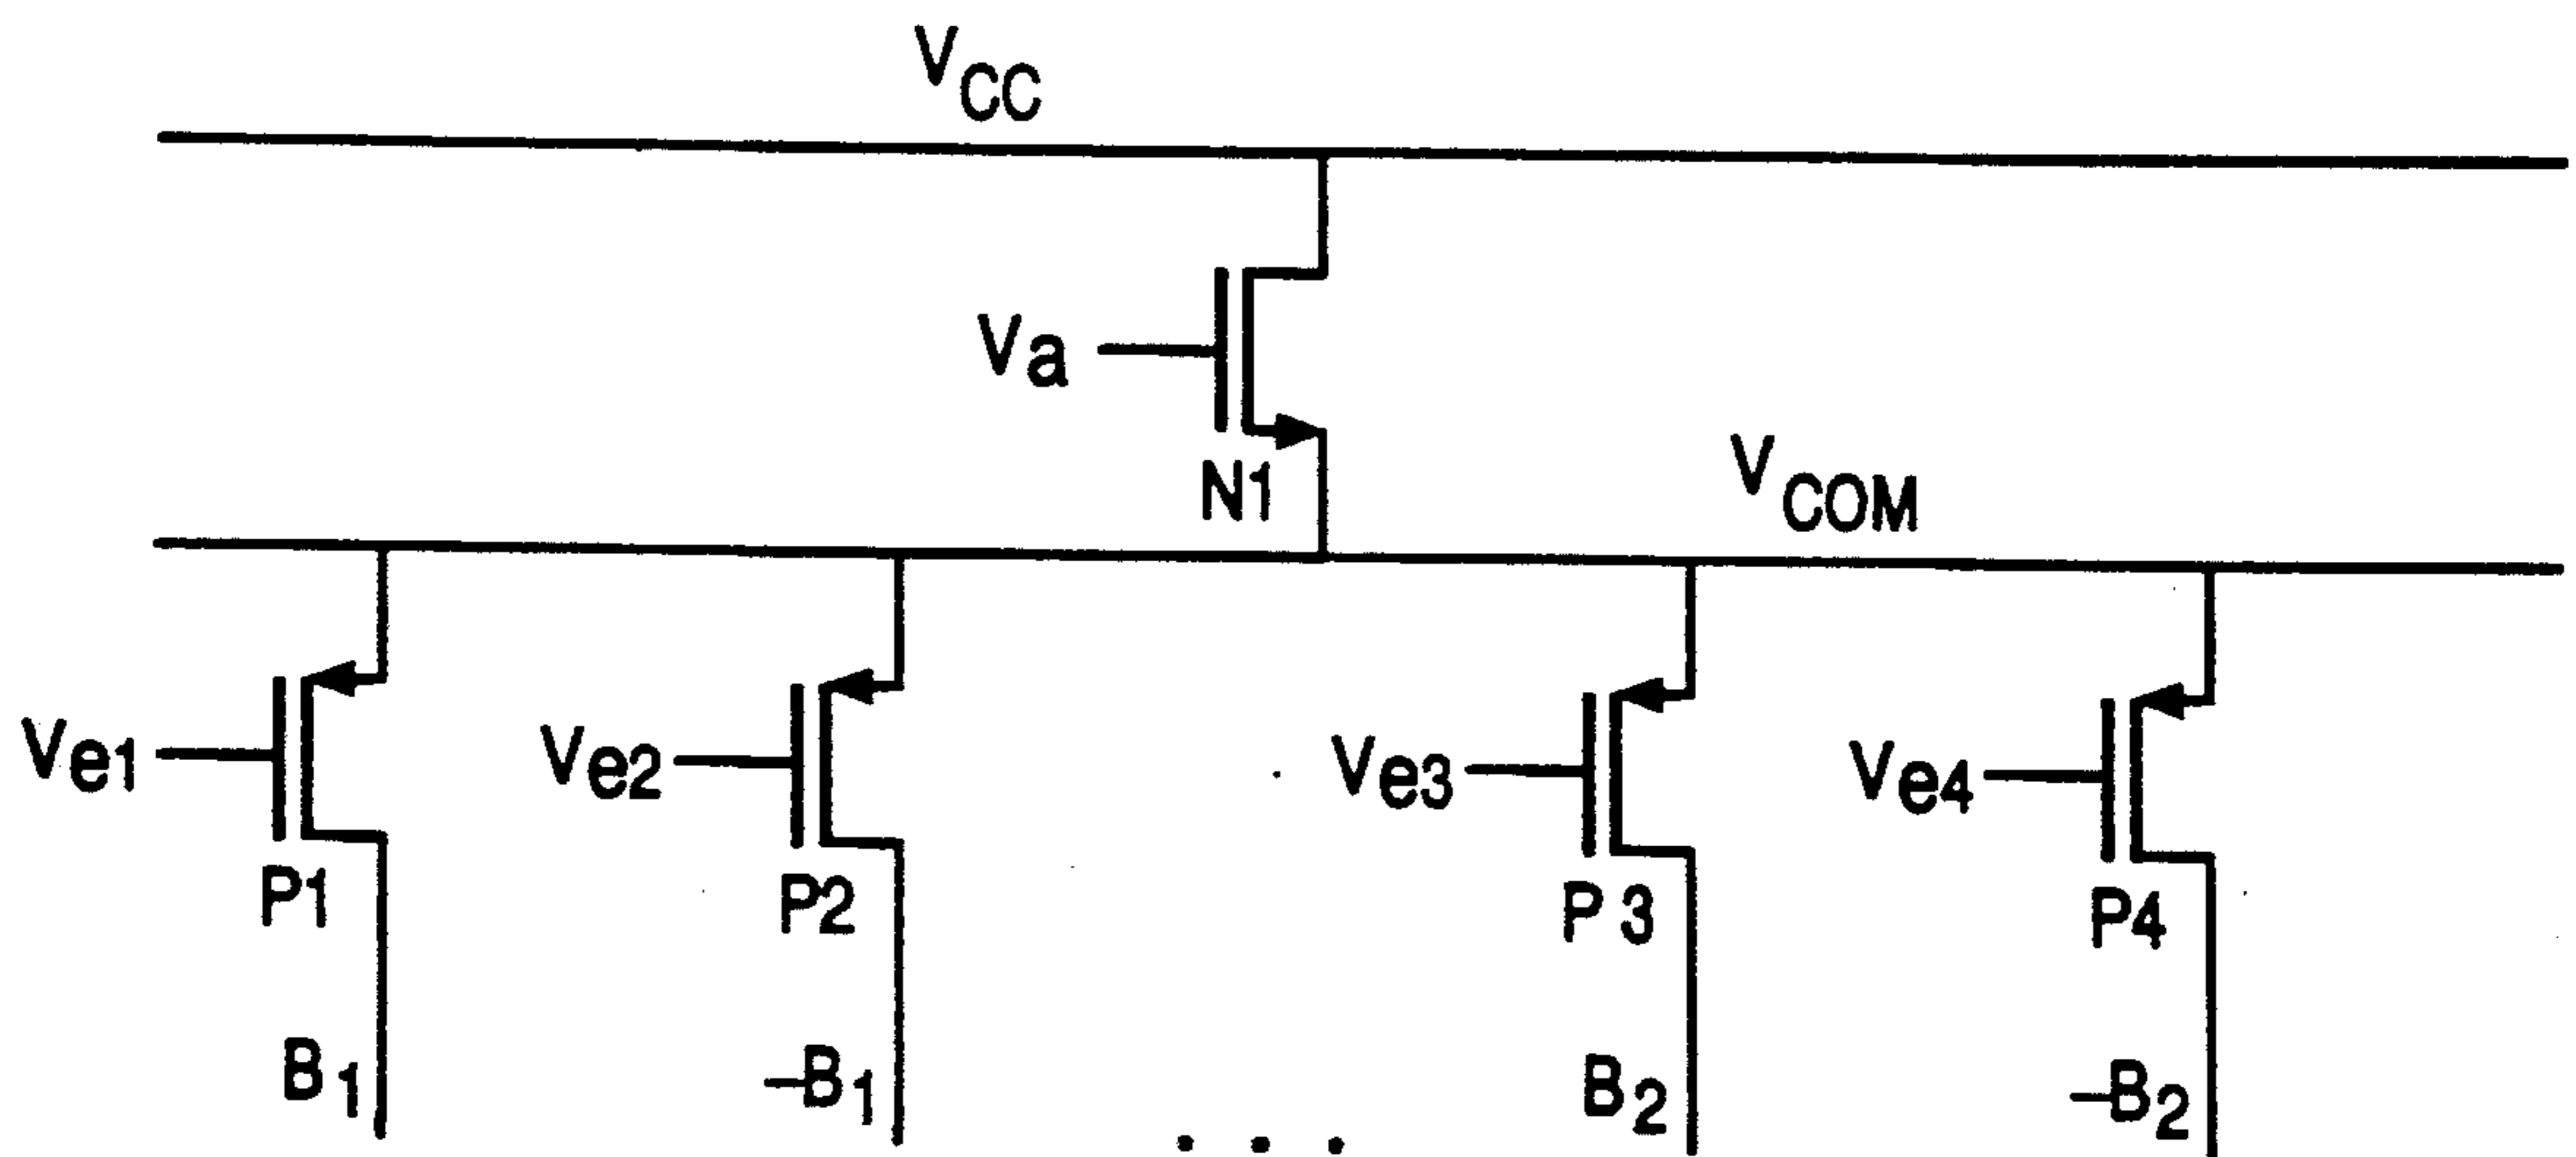 VCC
Va
N1
VCOM
Ve1
Ve2
Ve3
Ve4
P1
P2
P 3
P4
B1
–B1
. . .
B2
–B2